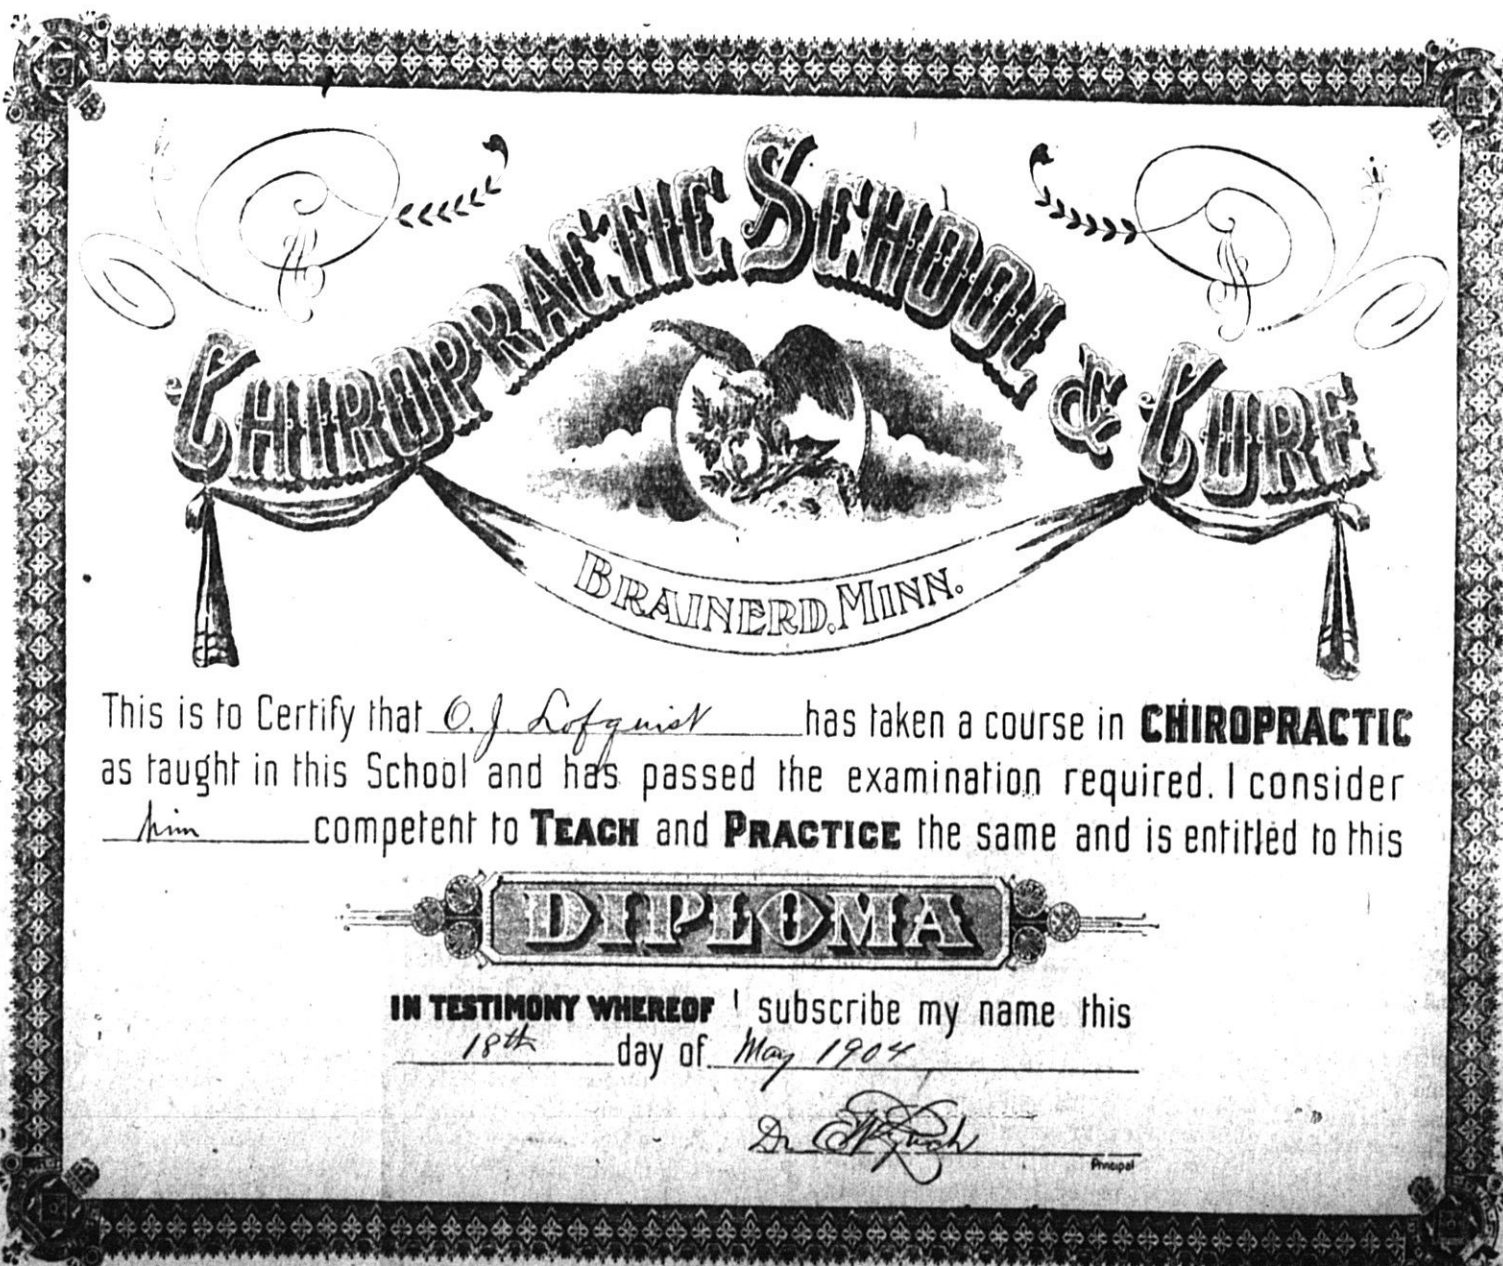 CHIROPRACTIC SCHOOL & CURE
BRAINERD, MINN.
This is to Certify that O. J. Lofquist has taken a course in CHIROPRACTIC
as taught in this School and has passed the examination required. I consider
him competent to TEACH and PRACTICE the same and is entitled to this
DIPLOMA
IN TESTIMONY WHEREOF I subscribe my name this
18th day of May 1904
Dr
Principal